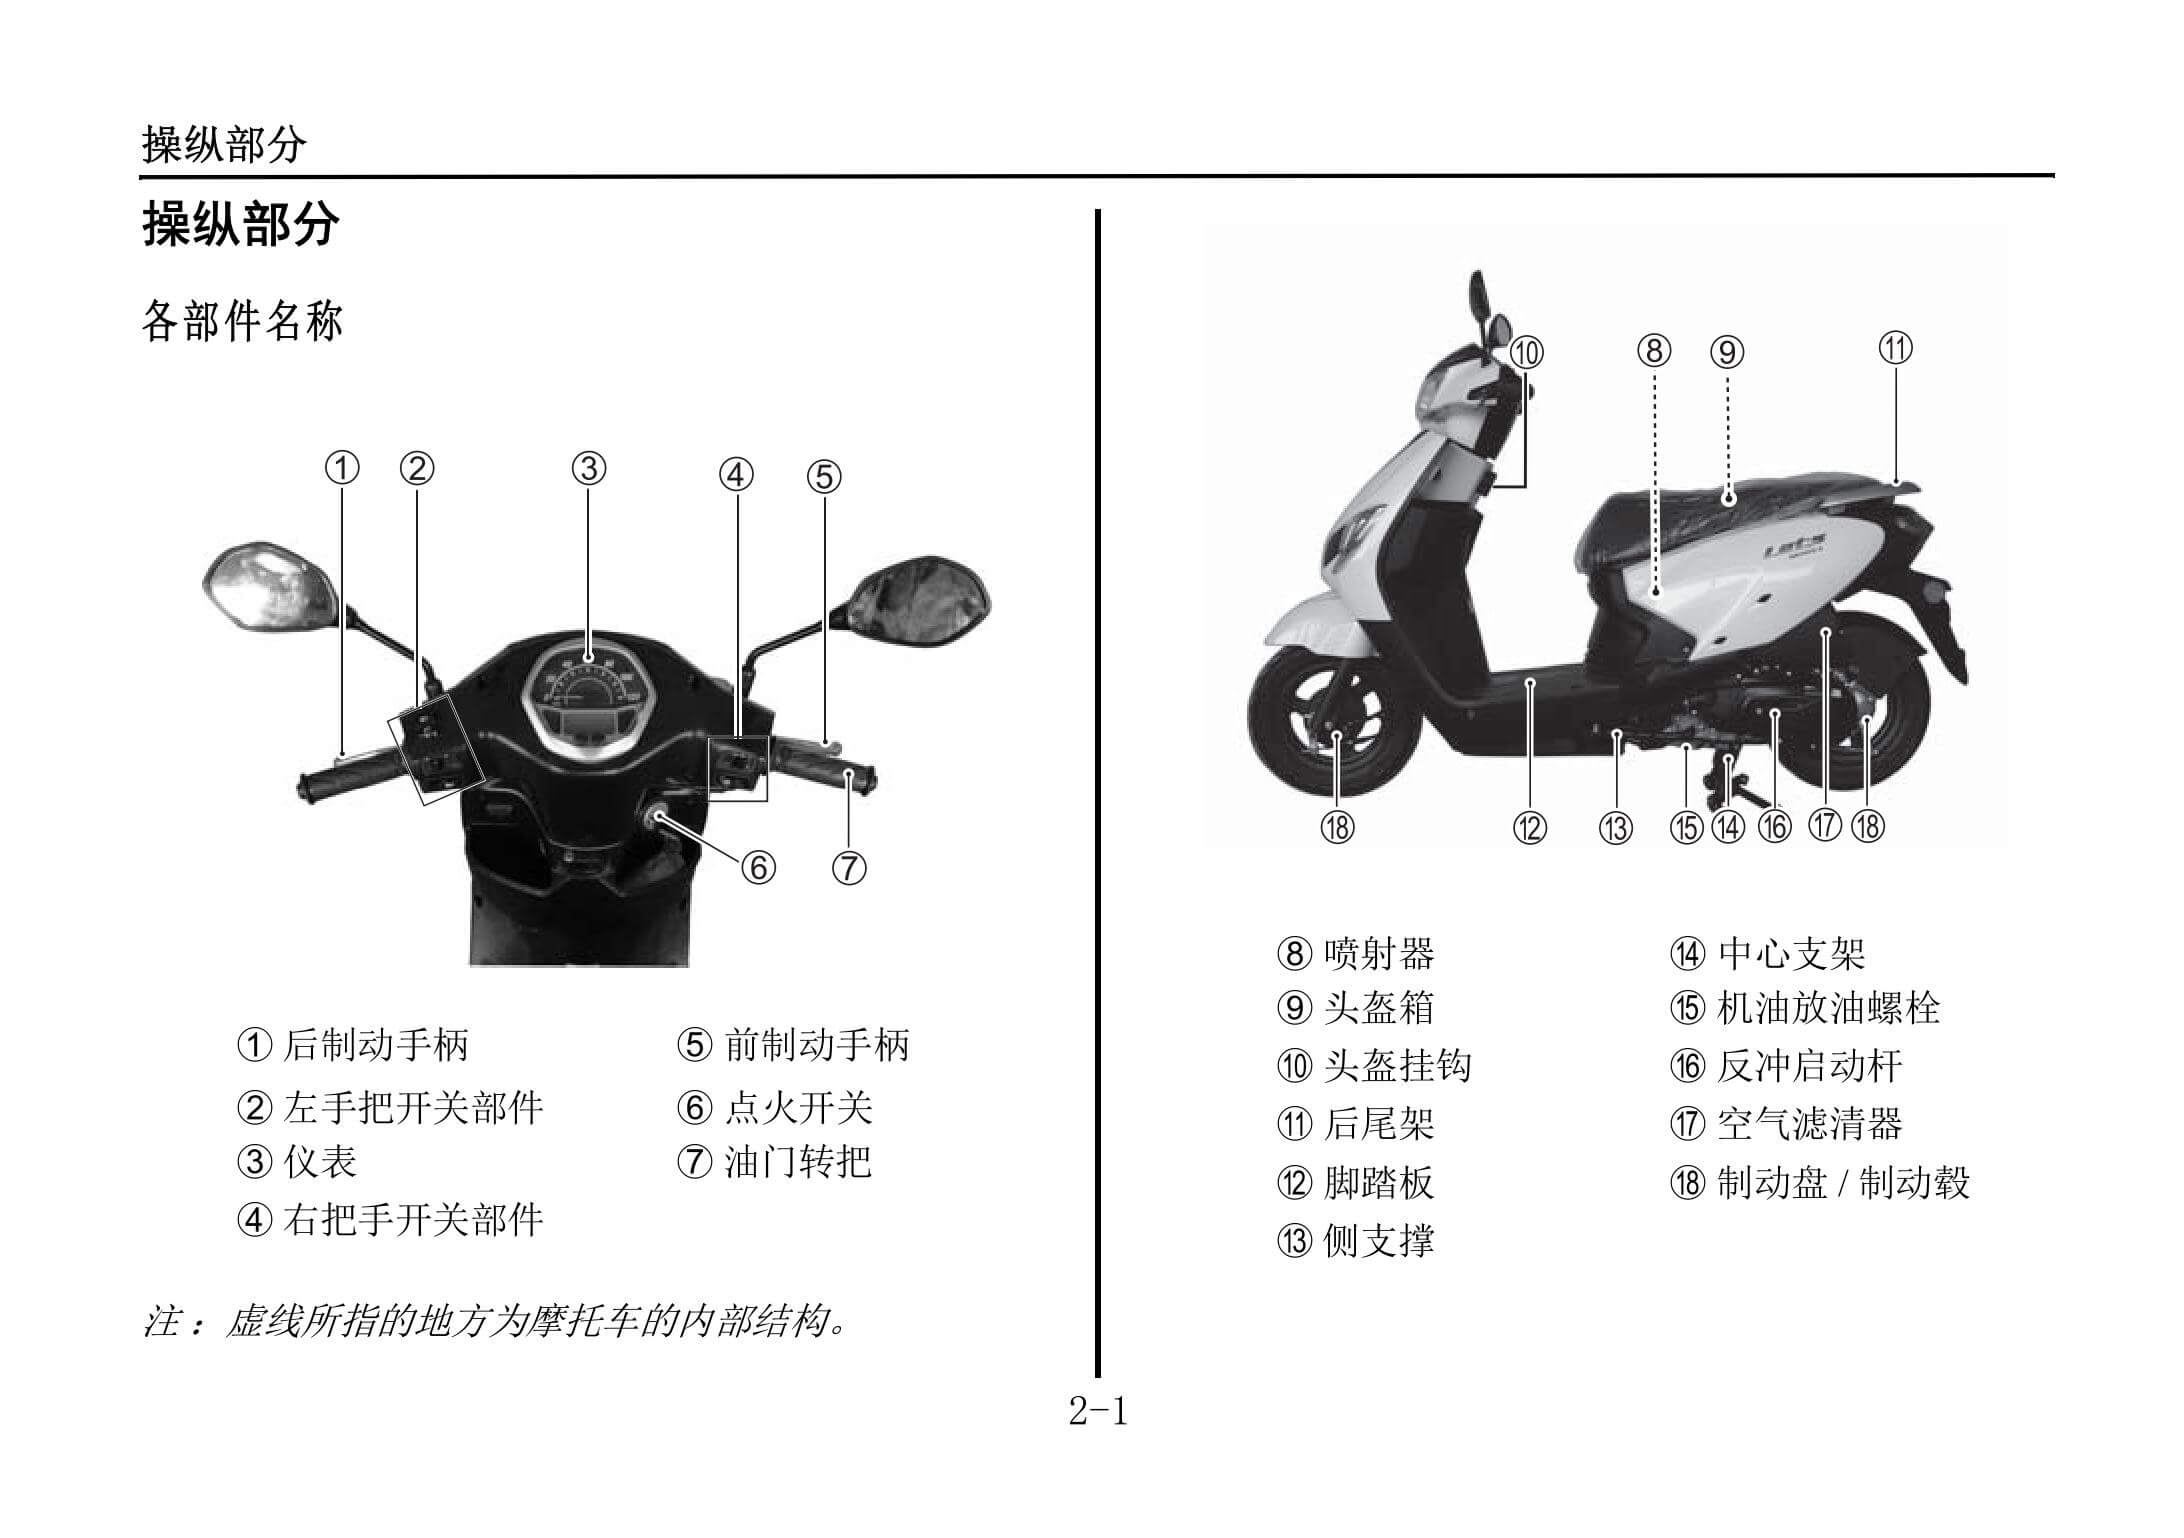 操纵部分
操纵部分
各部件名称
① ② ③ ④ ⑤
⑥ ⑦
① 后制动手柄
② 左手把开关部件
③ 仪表
④ 右把手开关部件
⑤ 前制动手柄
⑥ 点火开关
⑦ 油门转把
注：虚线所指的地方为摩托车的内部结构。
⑩ ⑧ ⑨ ⑪
Let's
⑱ ⑫ ⑬ ⑮ ⑭ ⑯ ⑰ ⑱
⑧ 喷射器
⑨ 头盔箱
⑩ 头盔挂钩
⑪ 后尾架
⑫ 脚踏板
⑬ 侧支撑
⑭ 中心支架
⑮ 机油放油螺栓
⑯ 反冲启动杆
⑰ 空气滤清器
⑱ 制动盘 / 制动毂
2-1